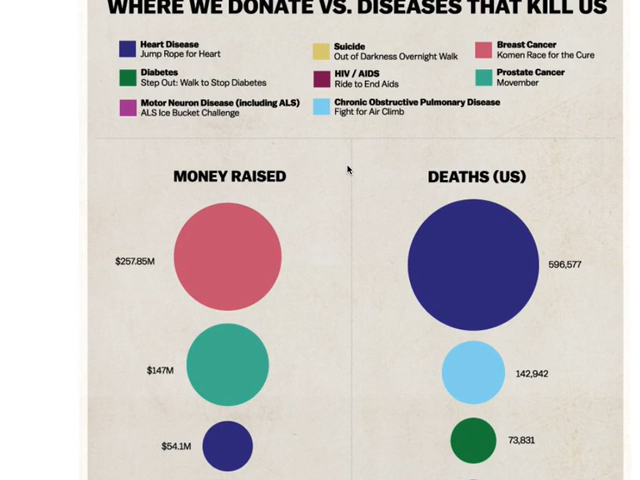 WHERE WE DONATE VS. DISEASES THAT KILL US
Heart Disease
Jump Rope for Heart
Suicide
Out of Darkness Overnight Walk
Breast Cancer
Komen Race for the Cure
Diabetes
Step Out: Walk to Stop Diabetes
HIV / AIDS
Ride to End Aids
Prostate Cancer
Movember
Motor Neuron Disease (including ALS)
ALS Ice Bucket Challenge
Chronic Obstructive Pulmonary Disease
Fight for Air Climb
MONEY RAISED
DEATHS (US)
$257.85M
596,577
$147M
142,942
$54.1M
73,831